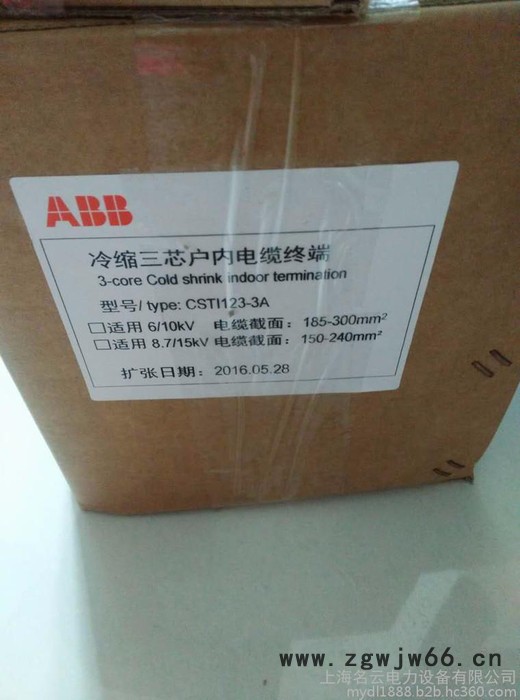 ABB
冷缩三芯户内电缆终端
3-core Cold shrink indoor termination
型号/type: CSTI123-3A
□适用 6/10kV 电缆截面：185-300mm²
□适用 8.7/15kV 电缆截面：150-240mm²
扩张日期：2016.05.28
www.zgwjw66.cn
上海名云电力设备有限公司
mydl1888.b2b.hc360.com